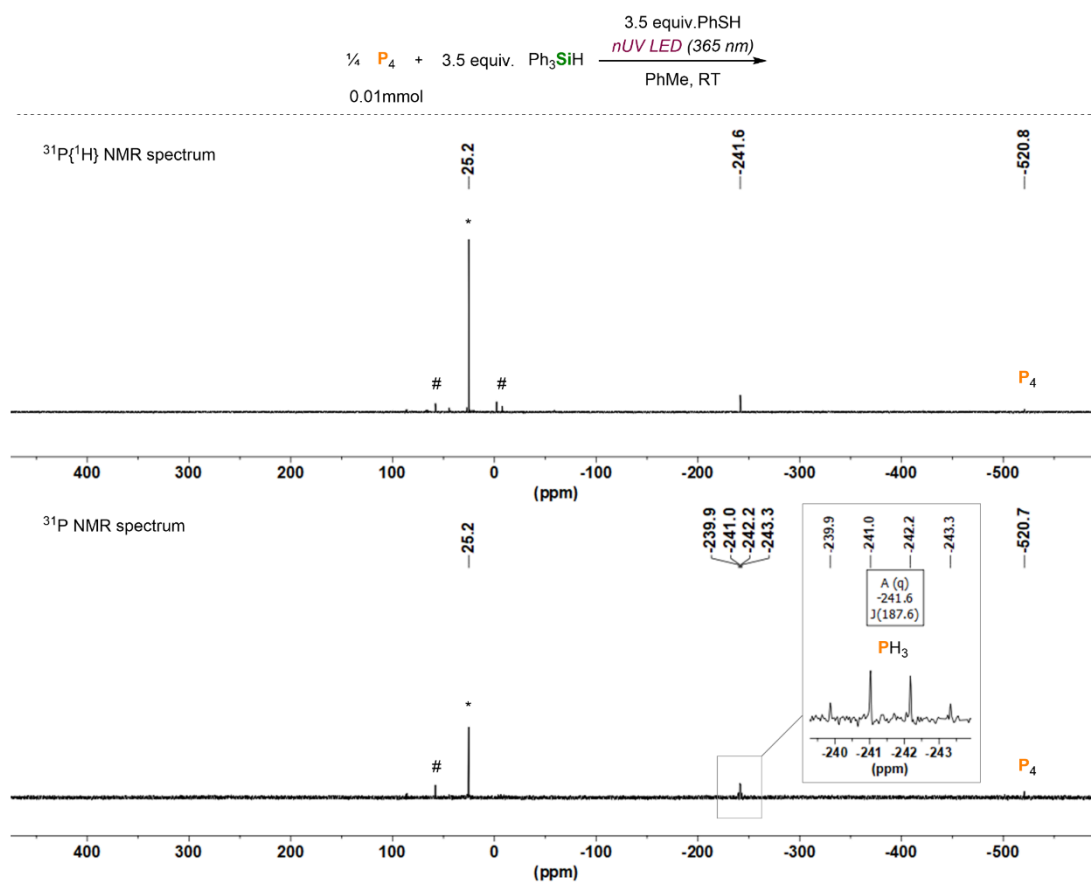 3.5 equiv.PhSH
¼ P₄ + 3.5 equiv. Ph₃SiH nUV LED (365 nm)
PhMe, RT
0.01mmol
³¹P{¹H} NMR spectrum
25.2
-241.6
-520.8
*
# #
P₄
400 300 200 100 0 -100 -200 -300 -400 -500
(ppm)
³¹P NMR spectrum
25.2
-239.9
-241.0
-242.2
-243.3
-239.9
-241.0
-242.2
-243.3
-520.7
A (q)
-241.6
J(187.6)
PH₃
*
#
-240 -241 -242 -243
(ppm)
P₄
400 300 200 100 0 -100 -200 -300 -400 -500
(ppm)